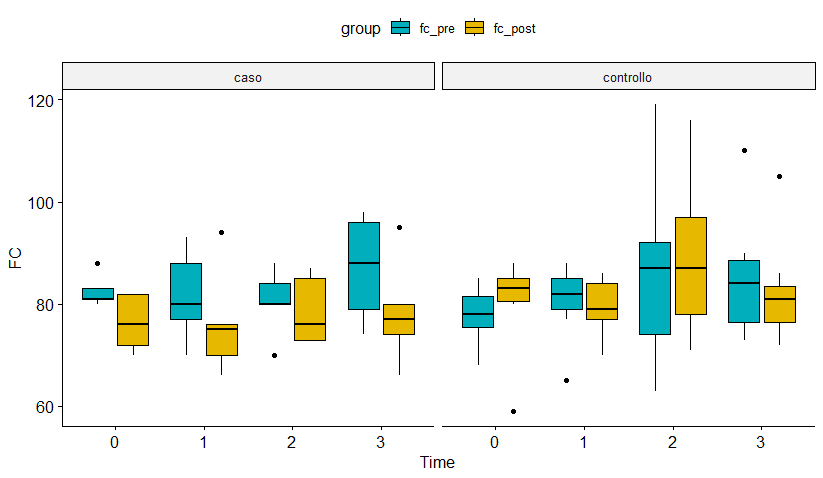 group fc_pre fc_post
caso controllo
120
100
80
60
FC
0 1 2 3 0 1 2 3
Time